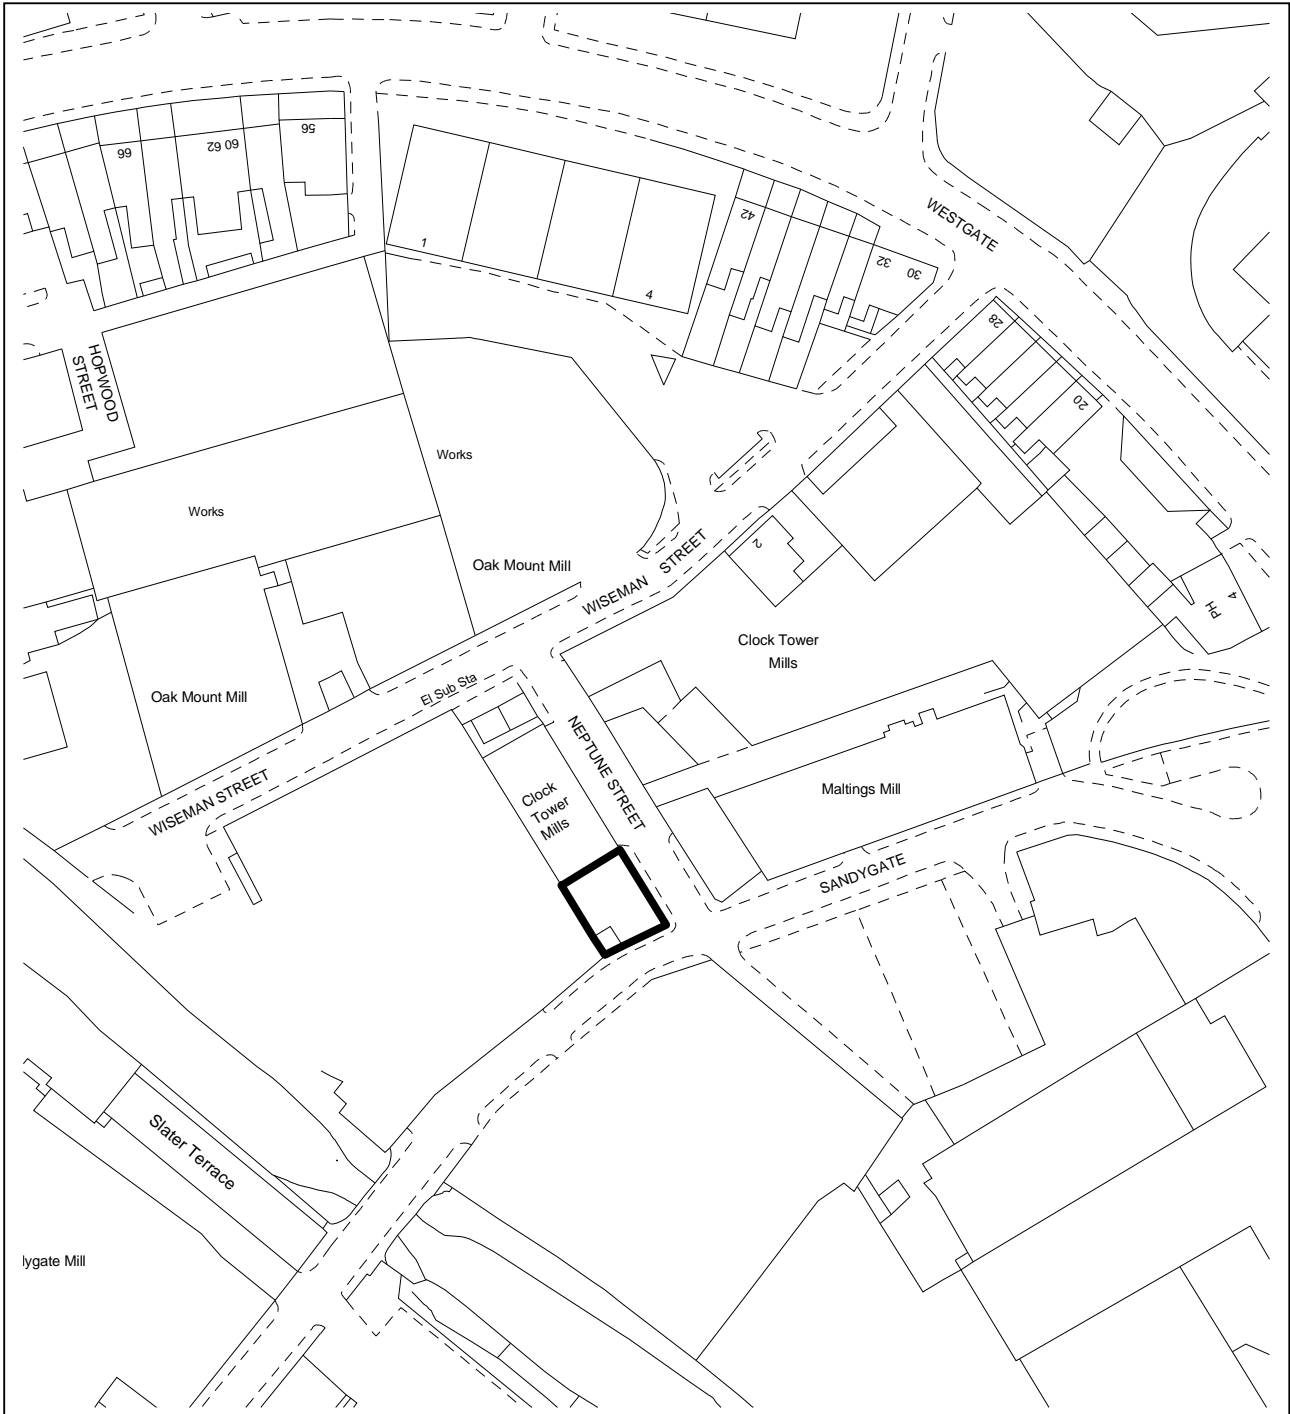 56
60 62
66
WESTGATE
42
32
30
1
4
28
20
HOPWOOD
STREET
Works
Works
2
Oak Mount Mill
WISEMAN STREET
4
PH
Clock Tower
Mills
El Sub Sta
Oak Mount Mill
NEPTUNE STREET
Clock
Tower
Mills
Maltings Mill
WISEMAN STREET
SANDYGATE
Slater Terrace
lygate Mill